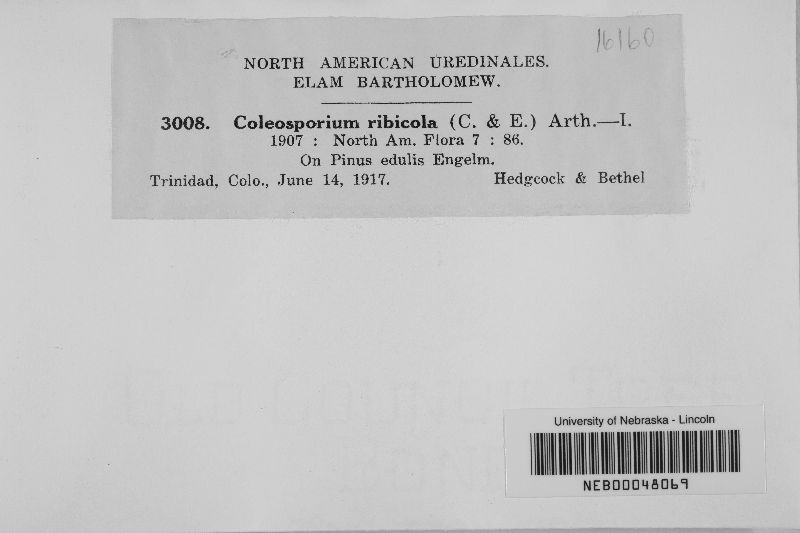 16160
NORTH AMERICAN UREDINALES.
ELAM BARTHOLOMEW.
3008. Coleosporium ribicola (C. & E.) Arth.—I.
1907 : North Am. Flora 7 : 86.
On Pinus edulis Engelm.
Trinidad, Colo., June 14, 1917. Hedgcock & Bethel
University of Nebraska - Lincoln
NEB00048069